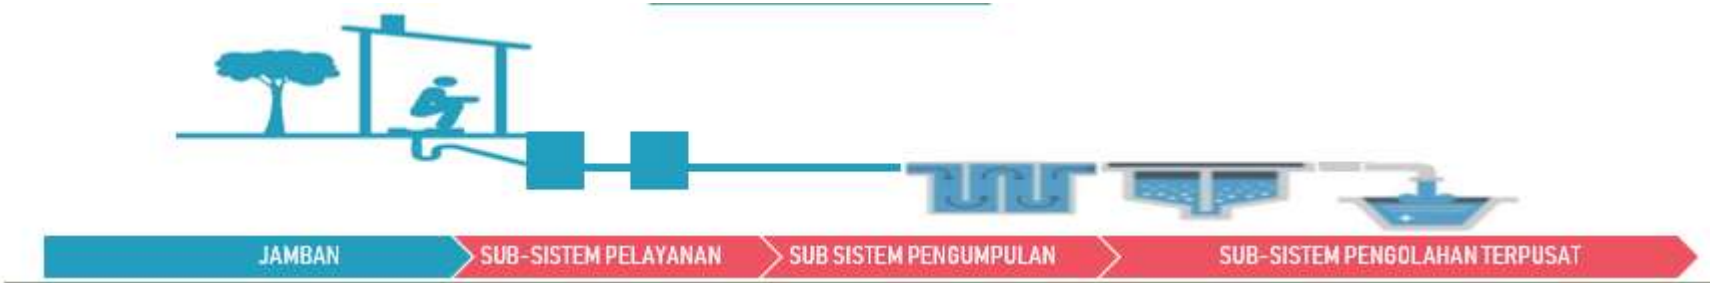 JAMBAN
SUB-SISTEM PELAYANAN
SUB SISTEM PENGUMPULAN
SUB-SISTEM PENGOLAHAN TERPUSAT